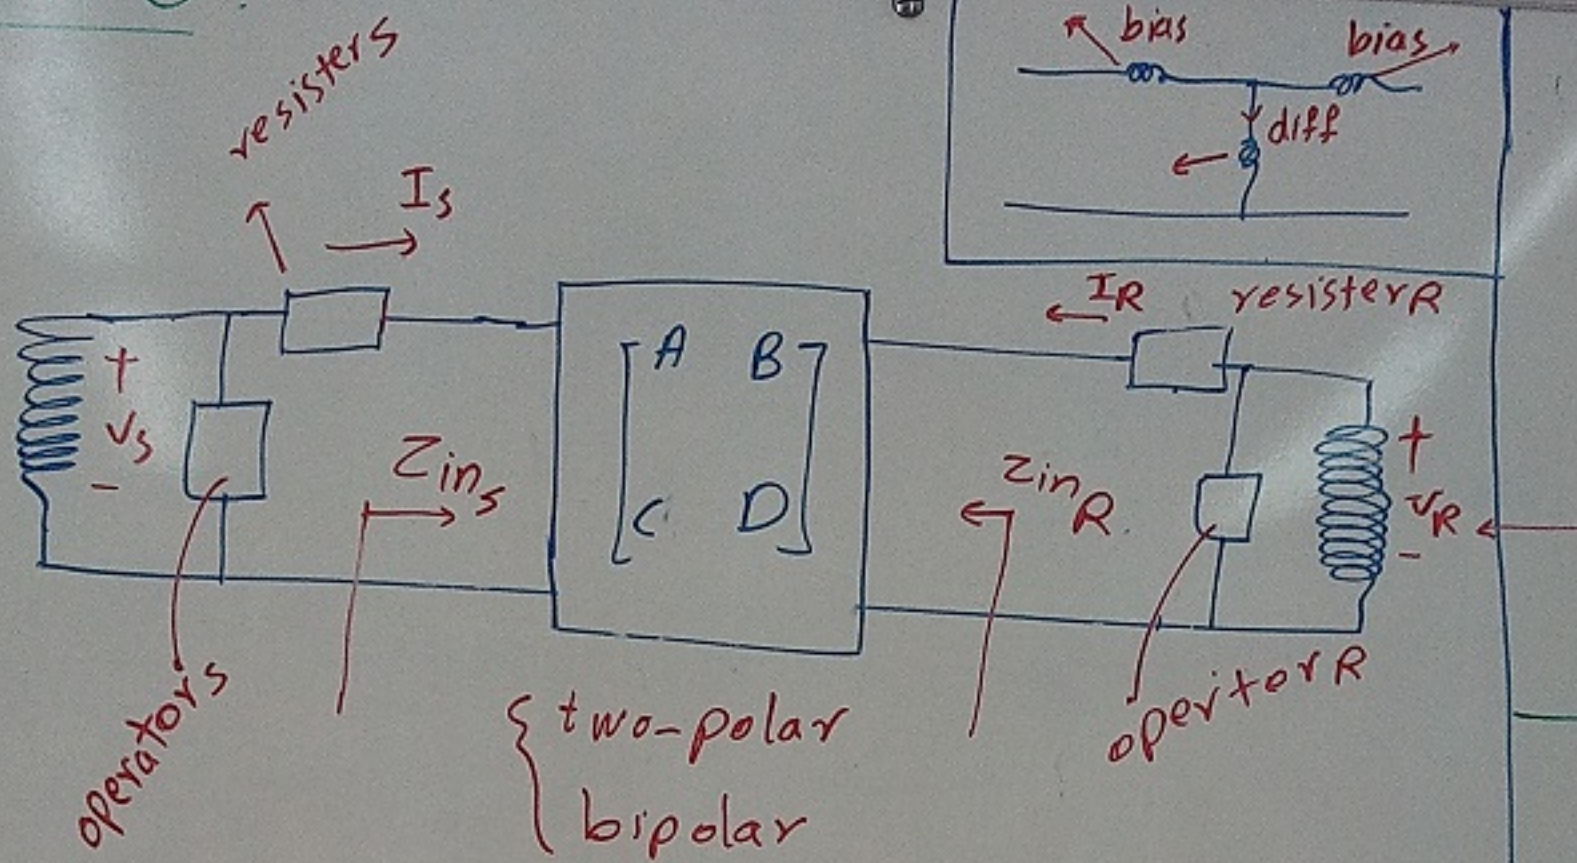 bias
bias
diff
resisters
Is
IR
resisterR
+
Vs
-
Zins
A B
C D
ZinR
+
VR
-
operators
operitorR
two-polar
bipolar